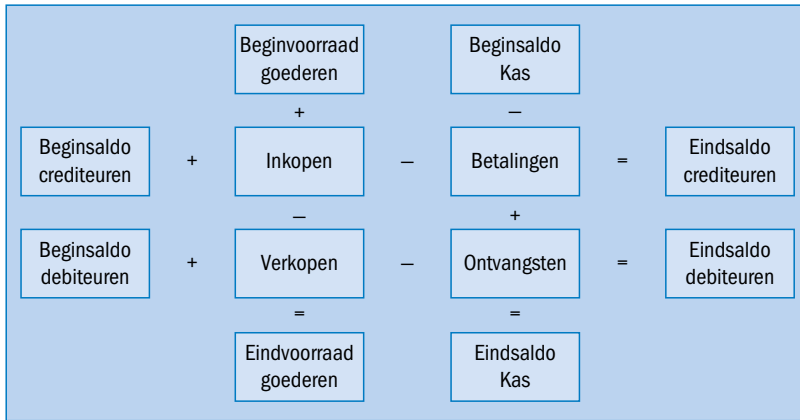 Beginvoorraad
goederen
Beginsaldo
Kas
+
–
Beginsaldo
crediteuren
+
Inkopen
–
Betalingen
=
Eindsaldo
crediteuren
–
+
Beginsaldo
debiteuren
+
Verkopen
–
Ontvangsten
=
Eindsaldo
debiteuren
=
=
Eindvoorraad
goederen
Eindsaldo
Kas